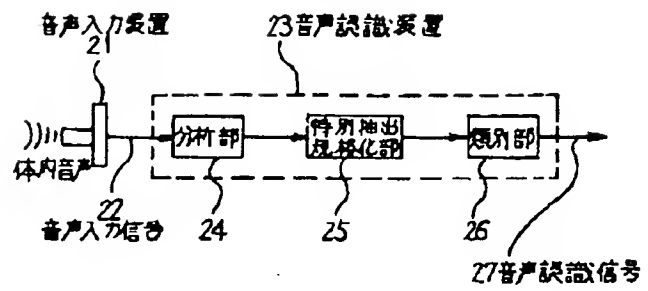 音声入力装置
21
23音声認識装置
体内音声
分析部
特別抽出
規格化部
類別部
22
音声入力信号
24
25
26
27音声認識信号